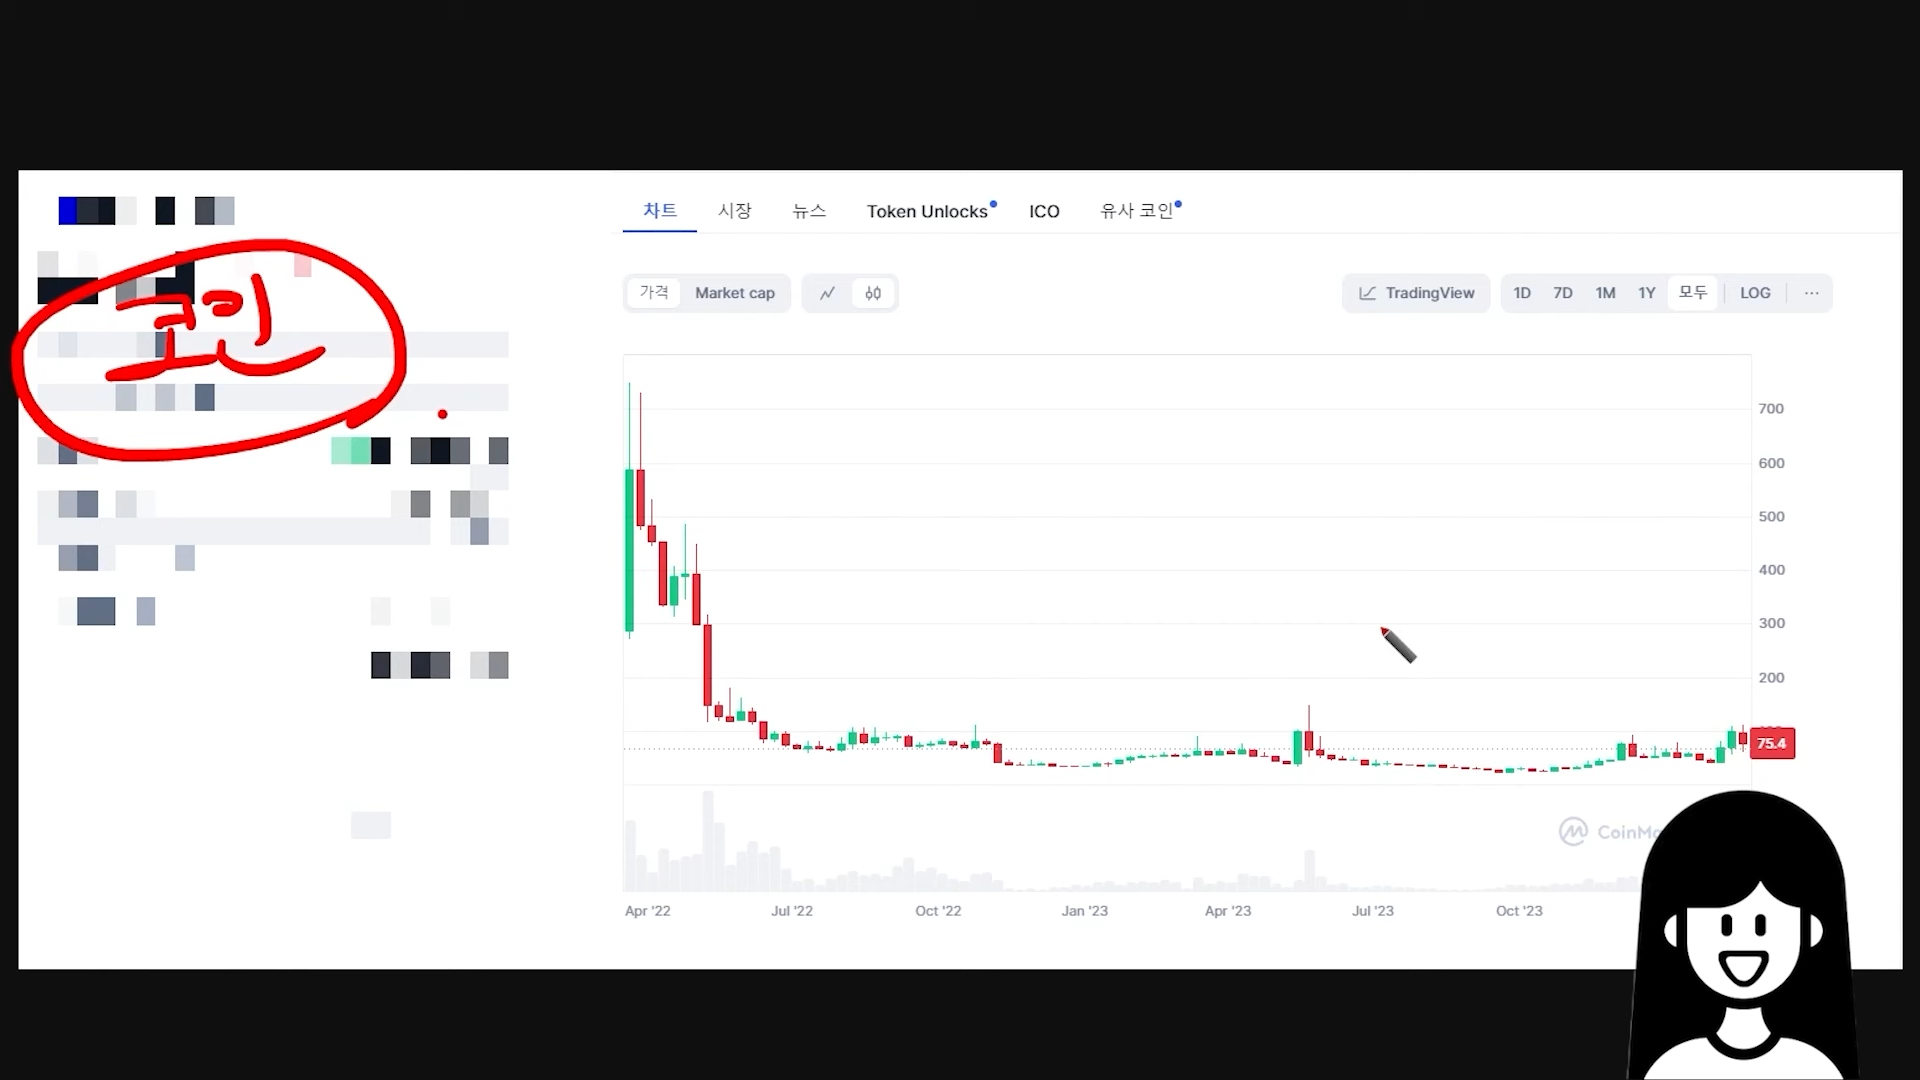 차트 시장 뉴스 Token Unlocks ICO 유사 코인
코인
가격 Market cap TradingView 1D 7D 1M 1Y 모두 LOG ...
700
600
500
400
300
200
75.4
CoinMa
Apr '22 Jul '22 Oct '22 Jan '23 Apr '23 Jul '23 Oct '23